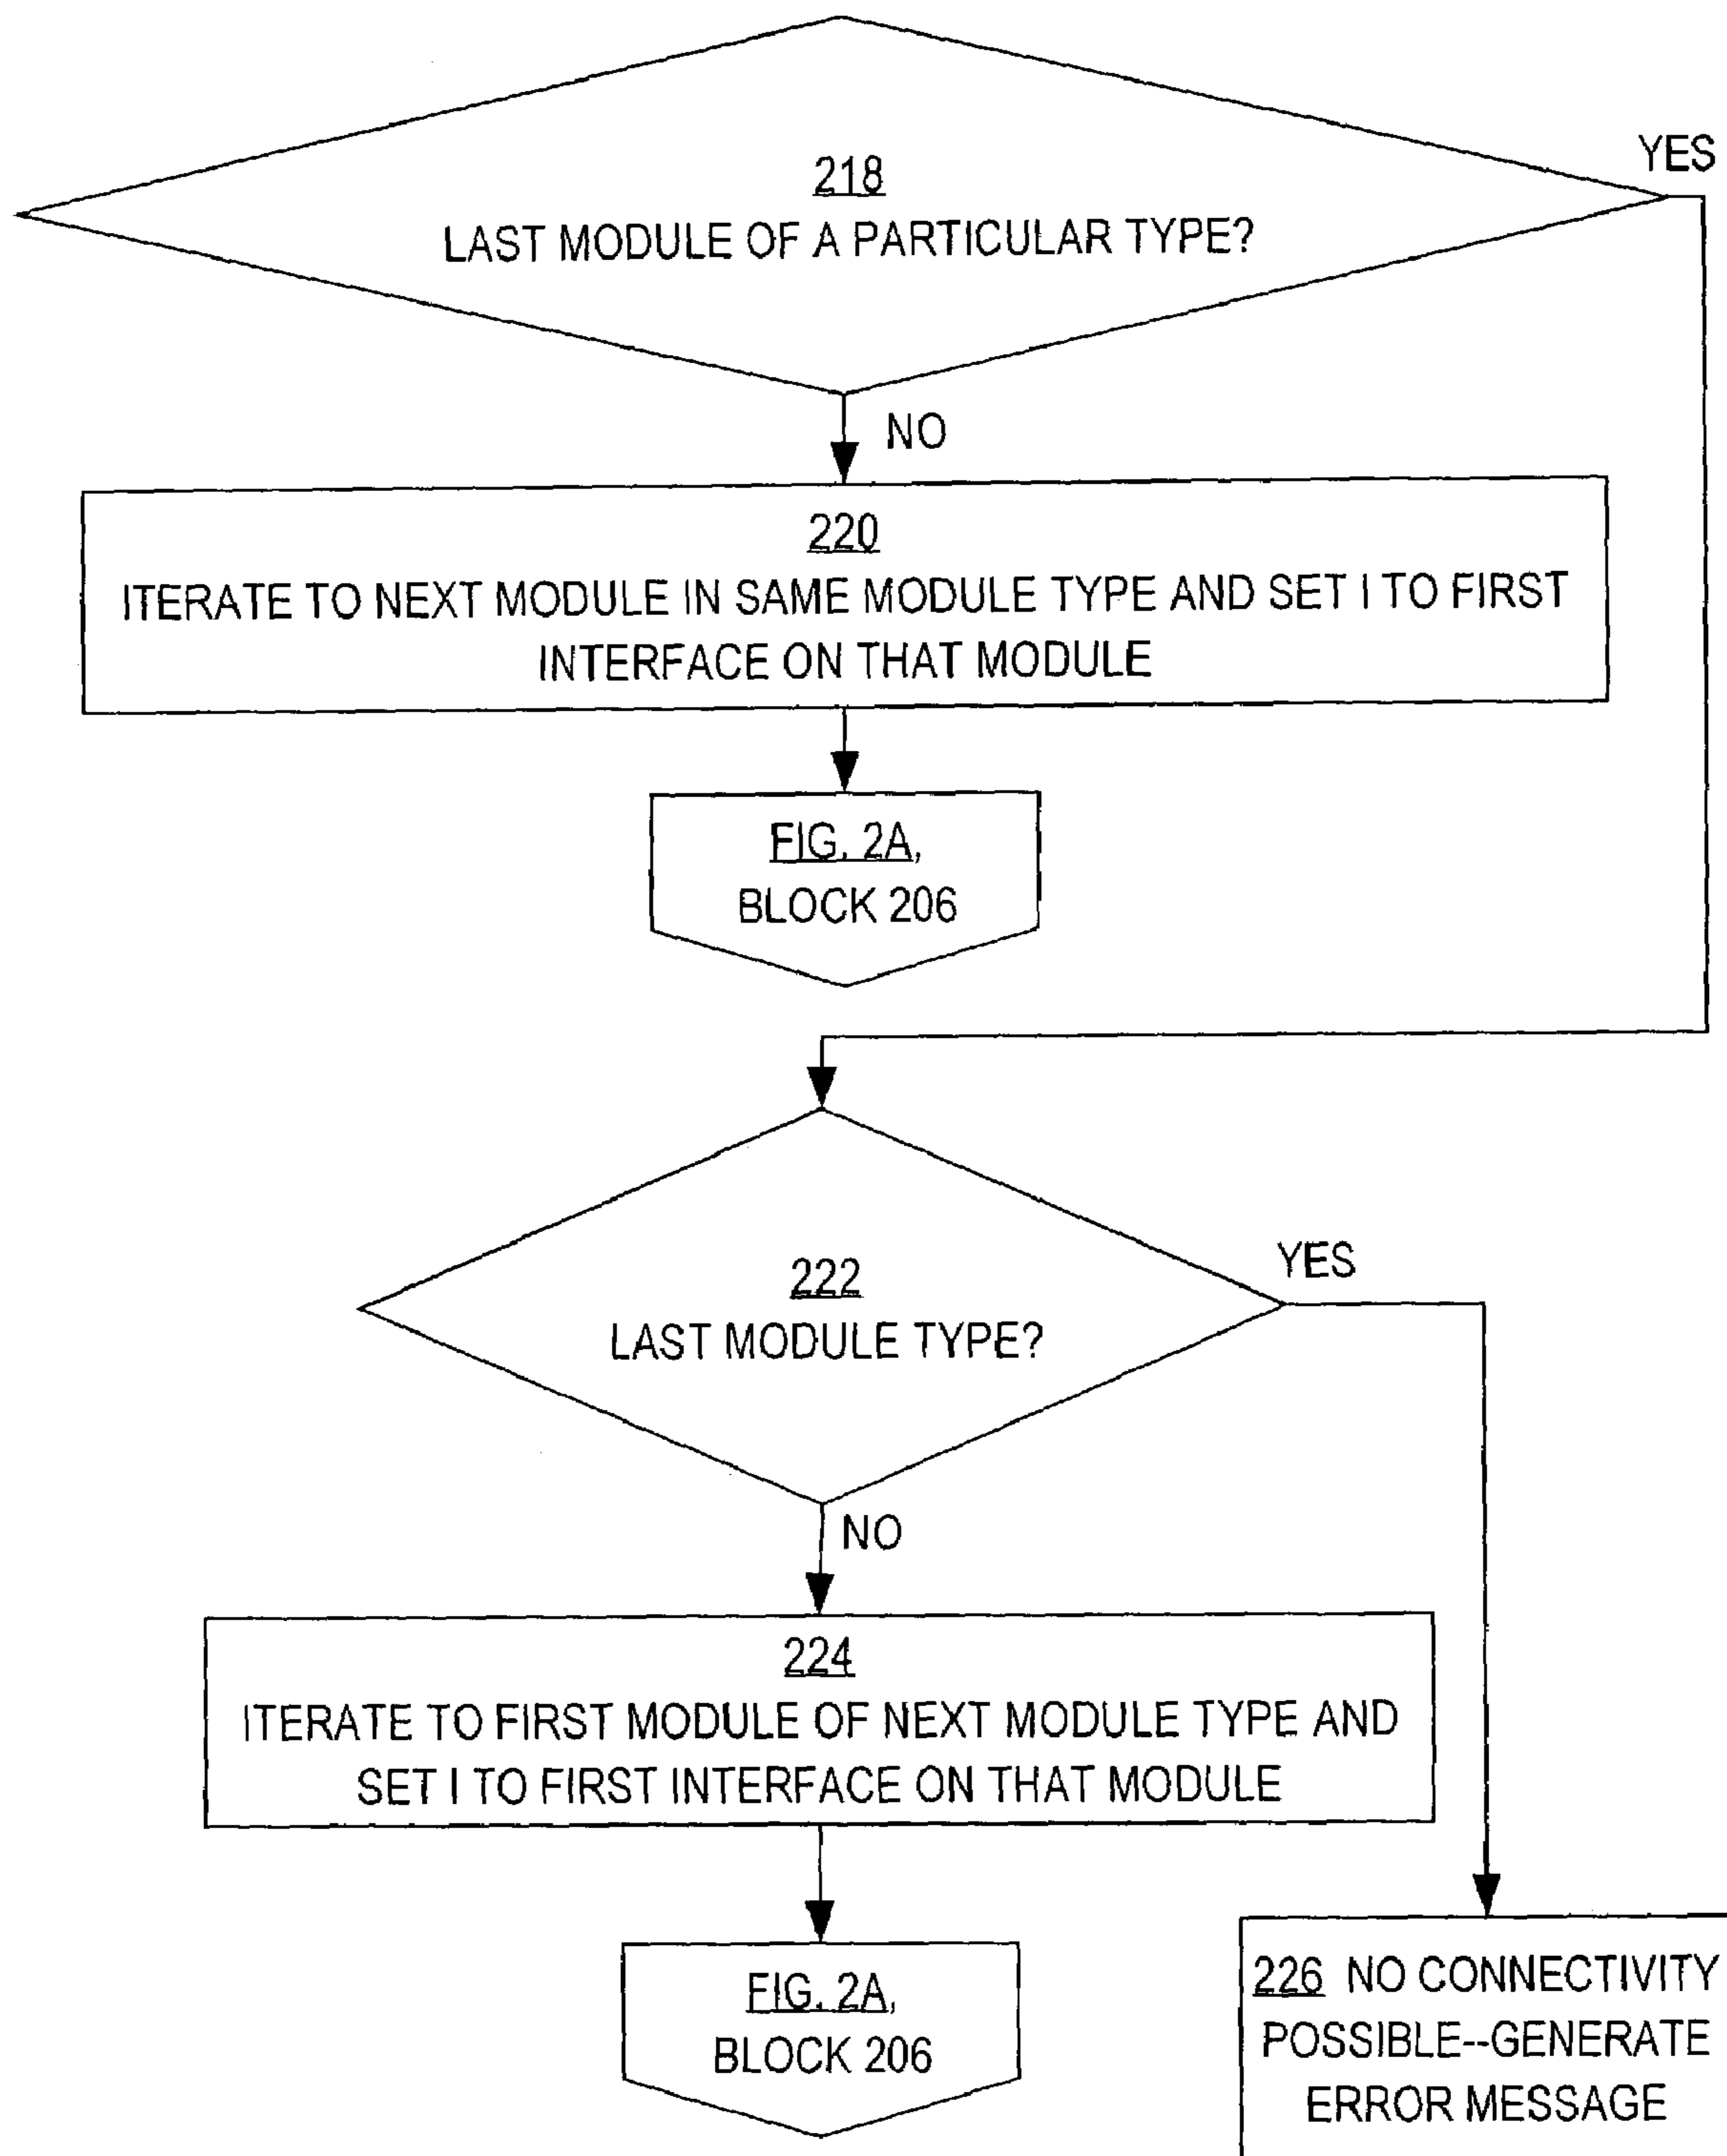 218
LAST MODULE OF A PARTICULAR TYPE?
YES
NO
220
ITERATE TO NEXT MODULE IN SAME MODULE TYPE AND SET I TO FIRST
INTERFACE ON THAT MODULE
FIG. 2A,
BLOCK 206
222
LAST MODULE TYPE?
YES
NO
224
ITERATE TO FIRST MODULE OF NEXT MODULE TYPE AND
SET I TO FIRST INTERFACE ON THAT MODULE
FIG. 2A,
BLOCK 206
226 NO CONNECTIVITY
POSSIBLE--GENERATE
ERROR MESSAGE